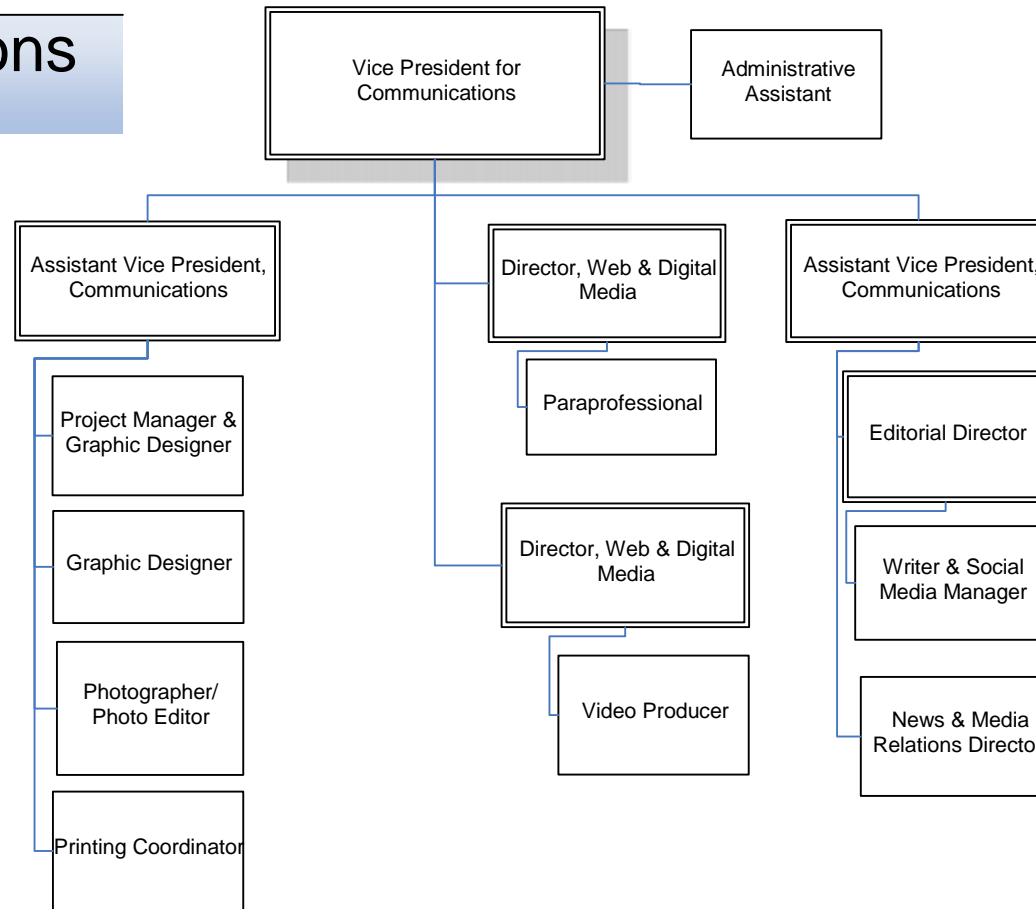 ons
Vice President for
Communications
Administrative
Assistant
Assistant Vice President,
Communications
Director, Web & Digital
Media
Assistant Vice President,
Communications
Project Manager &
Graphic Designer
Paraprofessional
Editorial Director
Graphic Designer
Director, Web & Digital
Media
Writer & Social
Media Manager
Photographer/
Photo Editor
Video Producer
News & Media
Relations Directo
Printing Coordinator